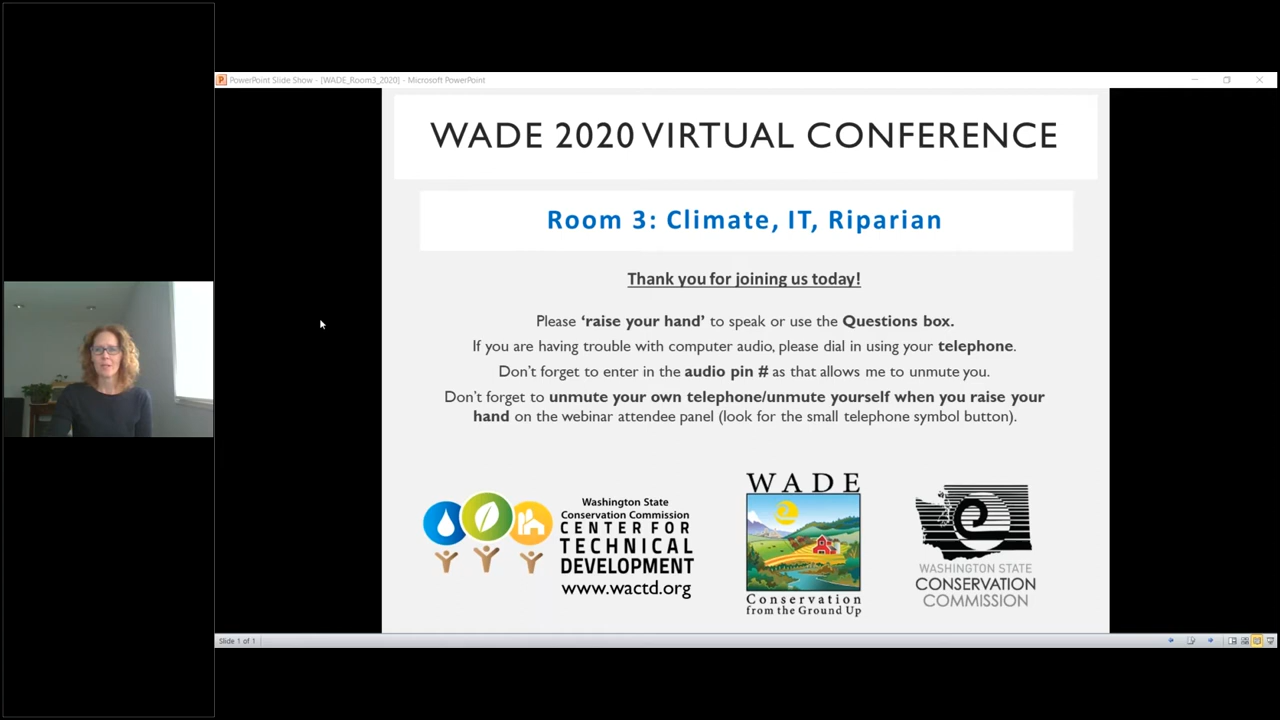 PowerPoint Slide Show - [WADE_Room3_2020] - Microsoft PowerPoint
WADE 2020 VIRTUAL CONFERENCE
Room 3: Climate, IT, Riparian
Thank you for joining us today!
Please ‘raise your hand’ to speak or use the Questions box.
If you are having trouble with computer audio, please dial in using your telephone.
Don’t forget to enter in the audio pin # as that allows me to unmute you.
Don’t forget to unmute your own telephone/unmute yourself when you raise your
hand on the webinar attendee panel (look for the small telephone symbol button).
Washington State
Conservation Commission
CENTER FOR
TECHNICAL
DEVELOPMENT
www.wactd.org
WADE
Conservation
from the Ground Up
WASHINGTON STATE
CONSERVATION
COMMISSION
Slide 1 of 1